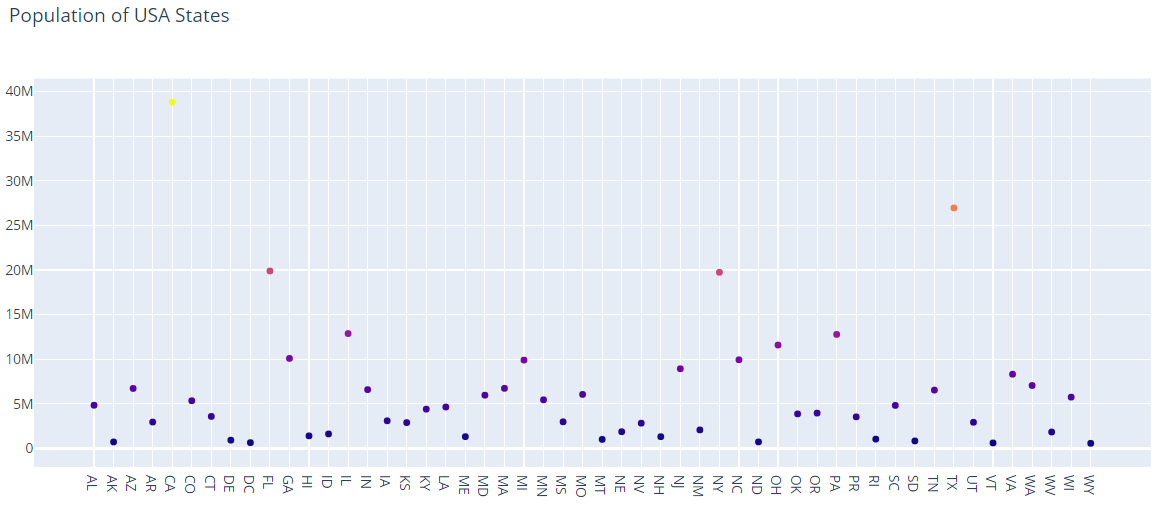 Population of USA States
40M
35M
30M
25M
20M
15M
10M
5M
0
AL AK AZ AR CA CO CT DE DC FL GA HI ID IL IN IA KS KY LA ME MD MA MI MN MS MO MT NE NV NH NJ NM NY NC ND OH OK OR PA PR RI SC SD TN TX UT VT VA WA WV WI WY